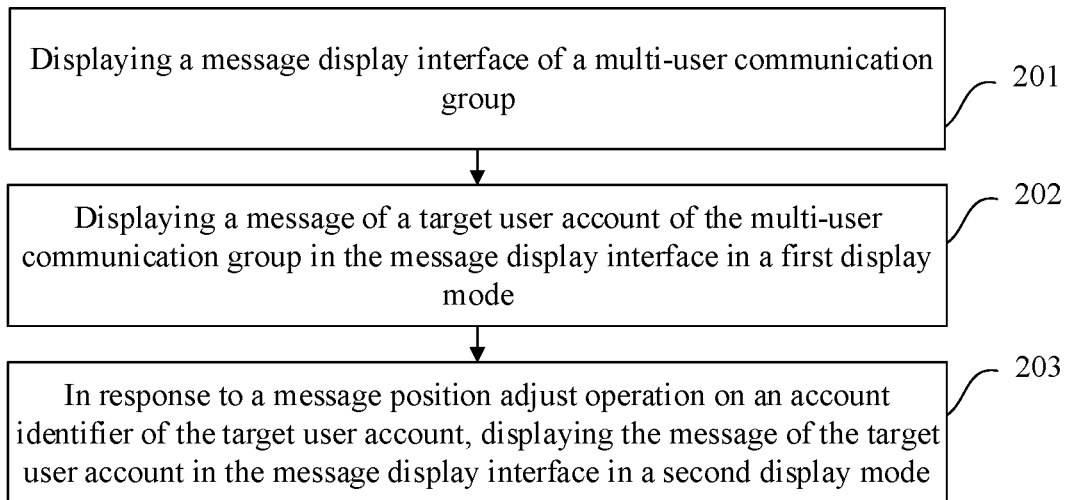 Displaying a message display interface of a multi-user communication
group
201
Displaying a message of a target user account of the multi-user
communication group in the message display interface in a first display
mode
202
In response to a message position adjust operation on an account
identifier of the target user account, displaying the message of the target
user account in the message display interface in a second display mode
203